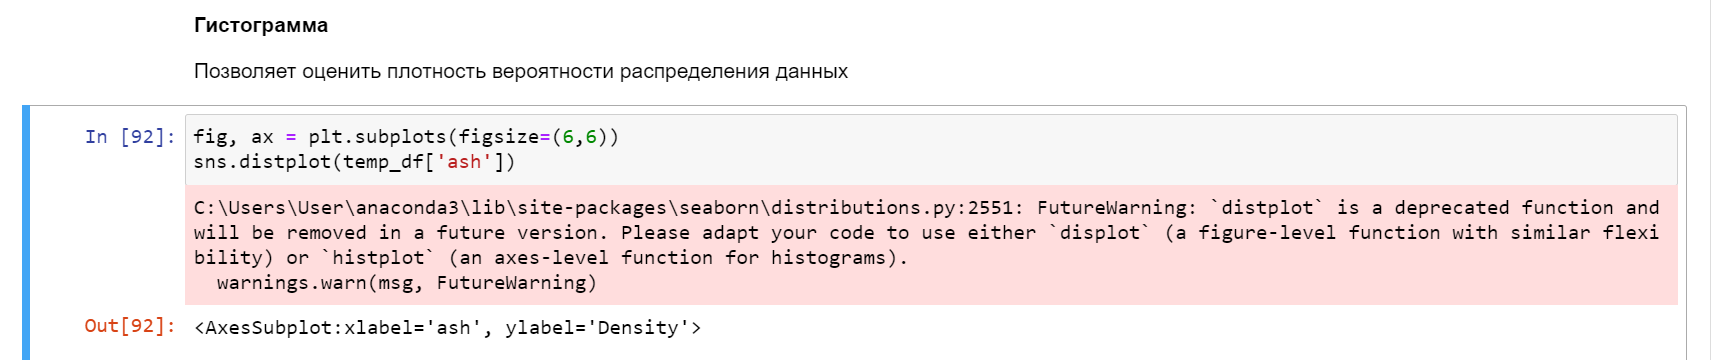 Гистограмма
Позволяет оценить плотность вероятности распределения данных
In [92]: fig, ax = plt.subplots(figsize=(6,6))
sns.distplot(temp_df['ash'])
C:\Users\User\anaconda3\lib\site-packages\seaborn\distributions.py:2551: FutureWarning: `distplot` is a deprecated function and
will be removed in a future version. Please adapt your code to use either `displot` (a figure-level function with similar flexi
bility) or `histplot` (an axes-level function for histograms).
  warnings.warn(msg, FutureWarning)
Out[92]: <AxesSubplot:xlabel='ash', ylabel='Density'>